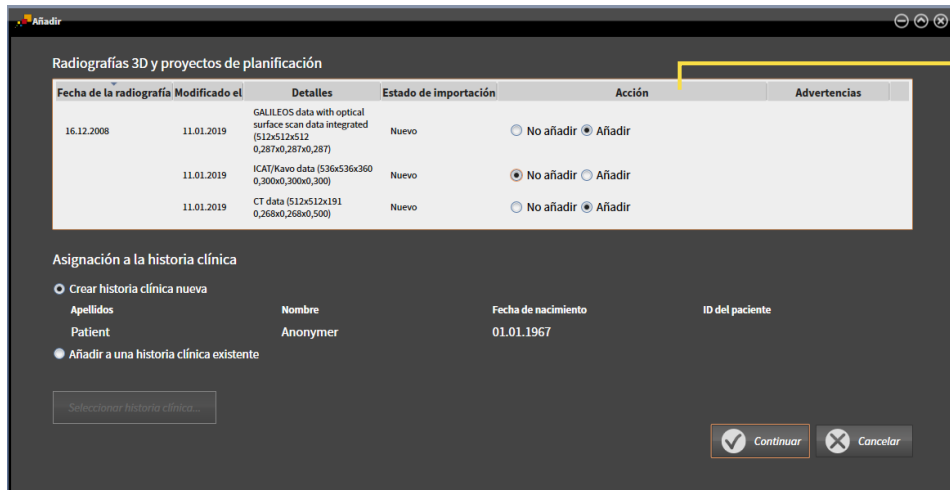 Añadir
Radiografías 3D y proyectos de planificación
Fecha de la radiografía Modificado el Detalles Estado de importación Acción Advertencias
16.12.2008 11.01.2019 GALILEOS data with optical
surface scan data integrated
(512x512x512
0,287x0,287x0,287) Nuevo No añadir Añadir
11.01.2019 ICAT/Kavo data (536x536x360
0,300x0,300x0,300) Nuevo No añadir Añadir
11.01.2019 CT data (512x512x191
0,268x0,268x0,500) Nuevo No añadir Añadir
Asignación a la historia clínica
Crear historia clínica nueva
Apellidos Nombre Fecha de nacimiento ID del paciente
Patient Anonymer 01.01.1967
Añadir a una historia clínica existente
Seleccionar historia clínica...
Continuar Cancelar